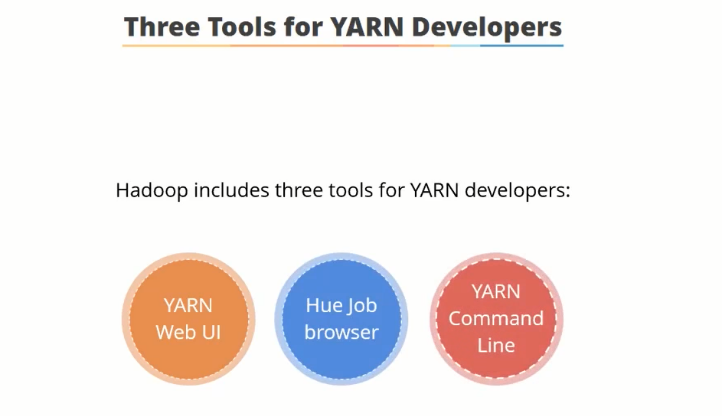 Three Tools for YARN Developers
Hadoop includes three tools for YARN developers:
YARN
Web UI
Hue Job
browser
YARN
Command
Line